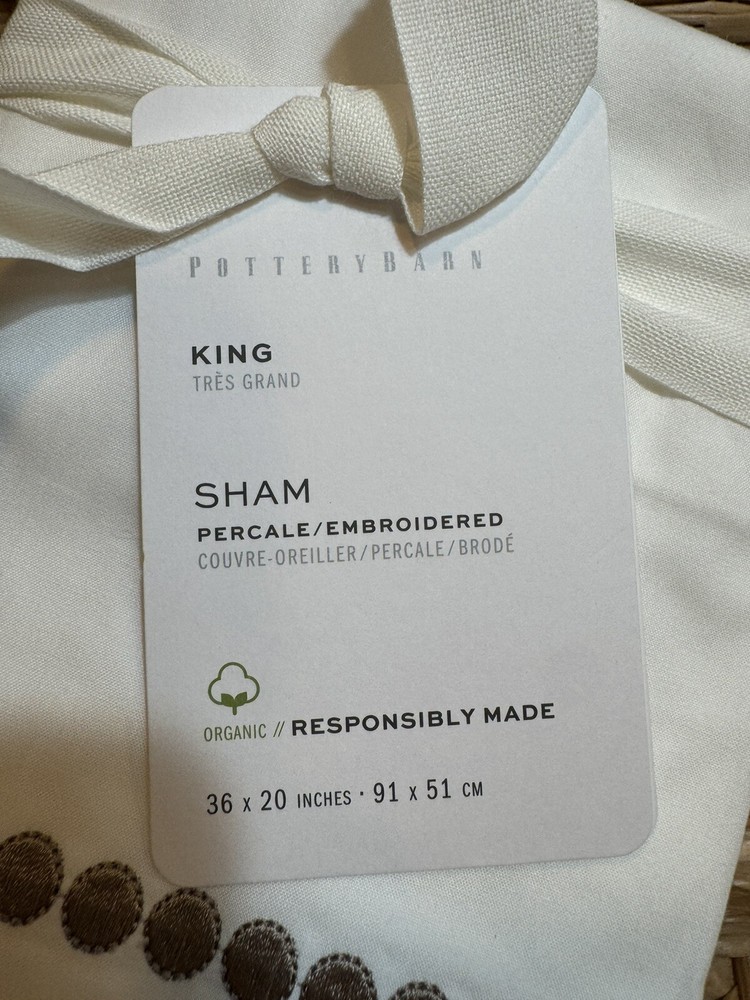 POTTERYBARN
KING
TRÈS GRAND
SHAM
PERCALE/EMBROIDERED
COUVRE-OREILLER/PERCALE/BRODÉ
ORGANIC // RESPONSIBLY MADE
36 x 20 INCHES · 91 x 51 CM